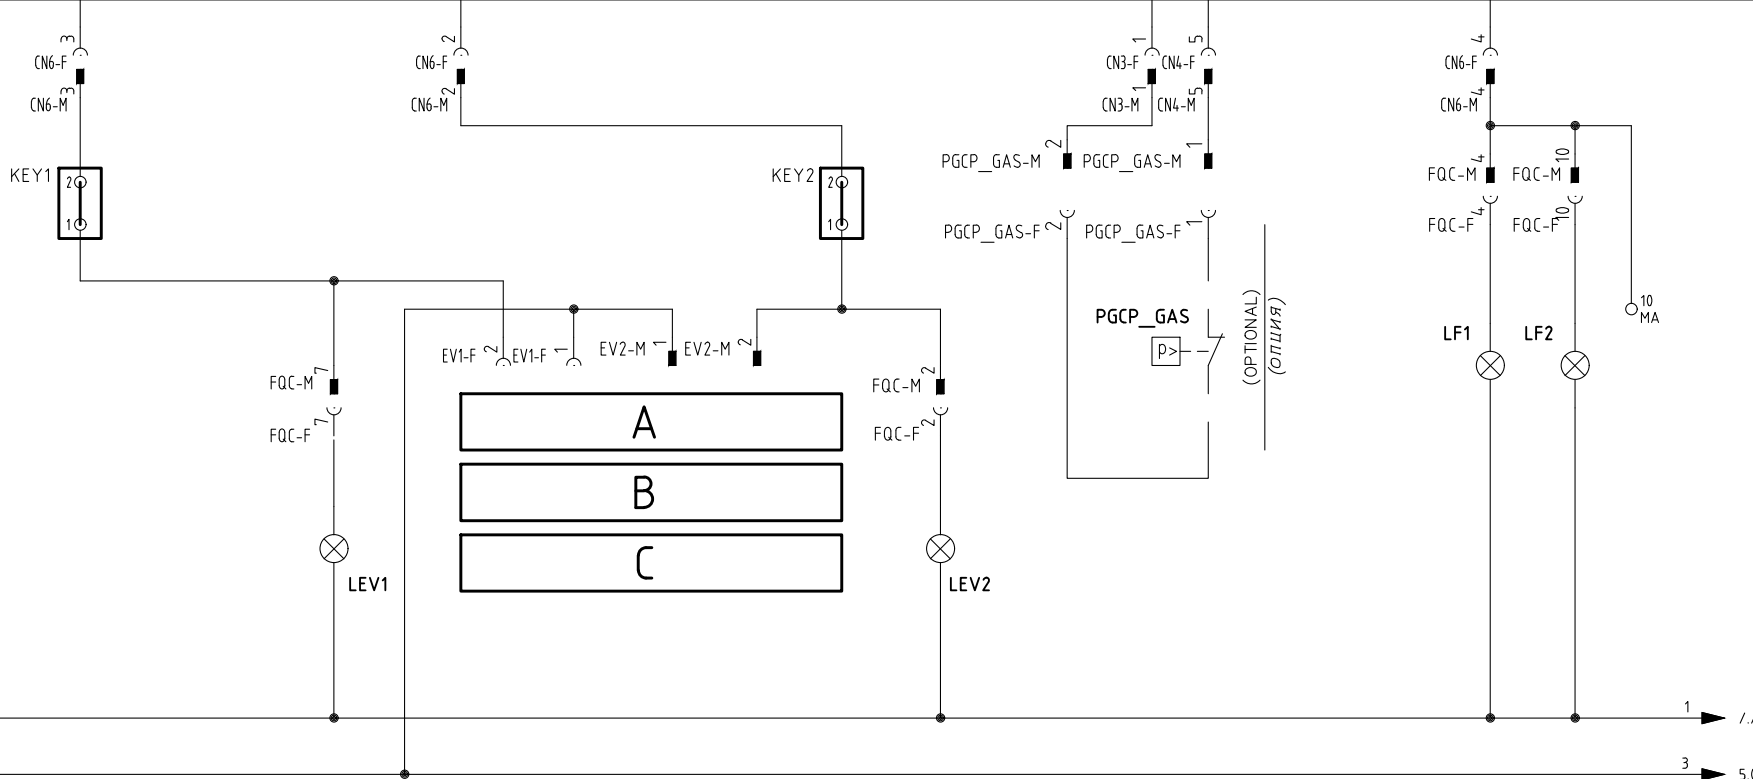 3 2 1 5 4
CN6-F CN6-F CN3-F CN4-F CN6-F
3 2 1 5 4
CN6-M CN6-M CN3-M CN4-M CN6-M
2 1 4 10
PGCP_GAS-M PGCP_GAS-M
KEY1 2 KEY2 2 FQC-M FQC-M
1 1
4 10
FQC-F FQC-F
2 1
PGCP_GAS-F PGCP_GAS-F
10
MA
PGCP_GAS
(OPTIONAL)
(ОПЦИЯ)
LF1 LF2
2 1 1 2
EV1-F EV1-F EV2-M EV2-M
P>
7 2
FQC-M FQC-M
A
7 2
FQC-F FQC-F
B
C
LEV1 LEV2
1
3